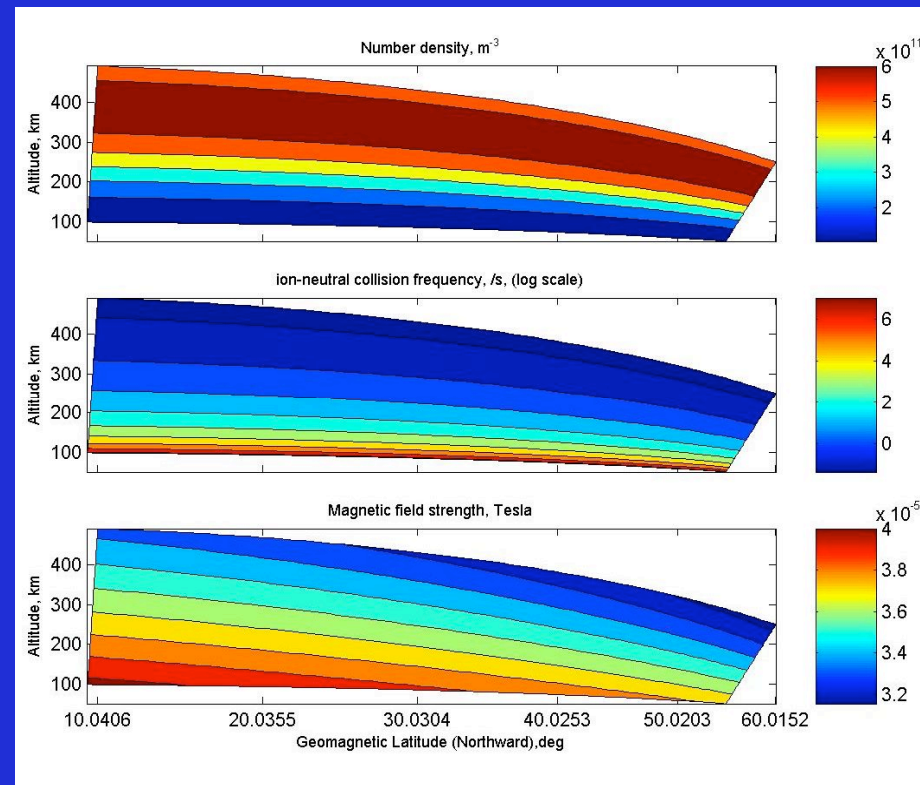 Number density, m-3
x 10^11
Altitude, km
400
300
200
100
6
5
4
3
2
ion-neutral collision frequency, /s, (log scale)
Altitude, km
400
300
200
100
6
4
2
0
Magnetic field strength, Tesla
x 10^-5
Altitude, km
400
300
200
100
4
3.8
3.6
3.4
3.2
10.0406 20.0355 30.0304 40.0253 50.0203 60.0152
Geomagnetic Latitude (Northward),deg